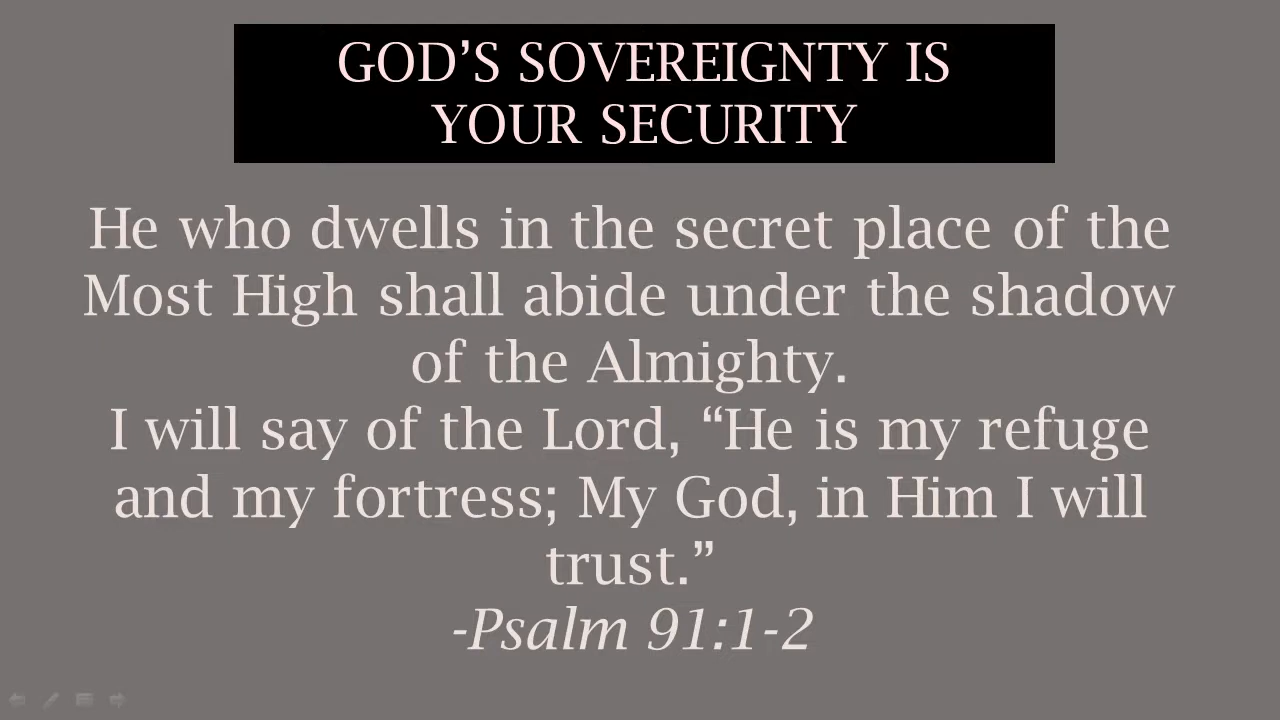 GOD’S SOVEREIGNTY IS
YOUR SECURITY
He who dwells in the secret place of the
Most High shall abide under the shadow
of the Almighty.
I will say of the Lord, “He is my refuge
and my fortress; My God, in Him I will
trust.”
-Psalm 91:1-2